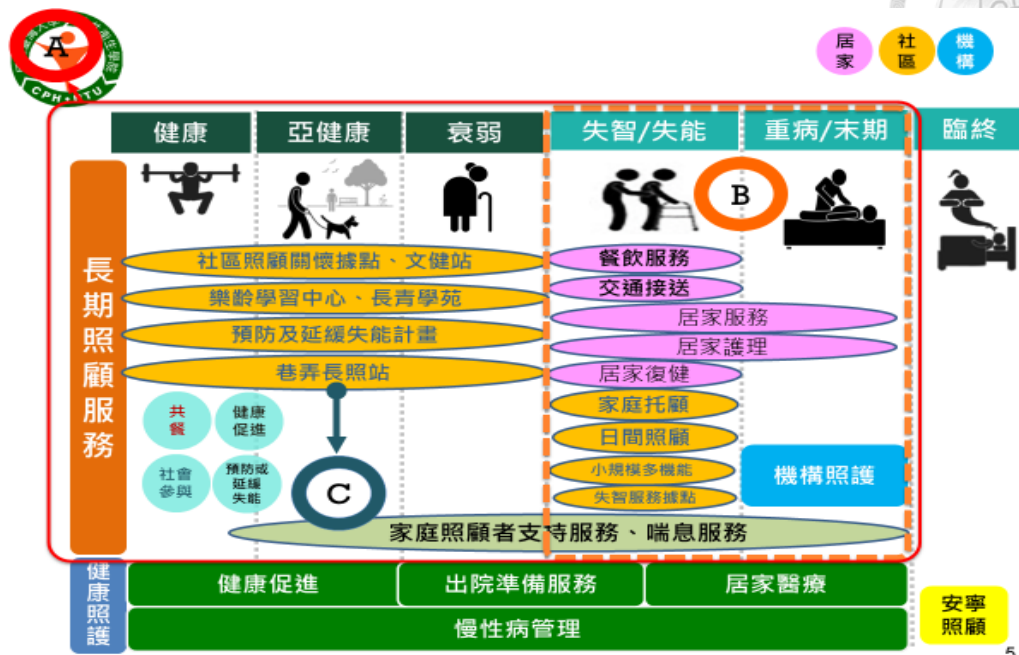 A
CPH·NTU
居家
社區
機構
健康
亞健康
衰弱
失智/失能
重病/末期
臨終
B
長期照顧服務
社區照顧關懷據點、文健站
樂齡學習中心、長青學苑
預防及延緩失能計畫
巷弄長照站
共餐
健康
促進
社會
參與
預防或
延緩
失能
C
餐飲服務
交通接送
居家服務
居家護理
居家復健
家庭托顧
日間照顧
小規模多機能
失智服務據點
機構照護
家庭照顧者支持服務、喘息服務
健康照護
健康促進
出院準備服務
居家醫療
慢性病管理
安寧
照顧
5